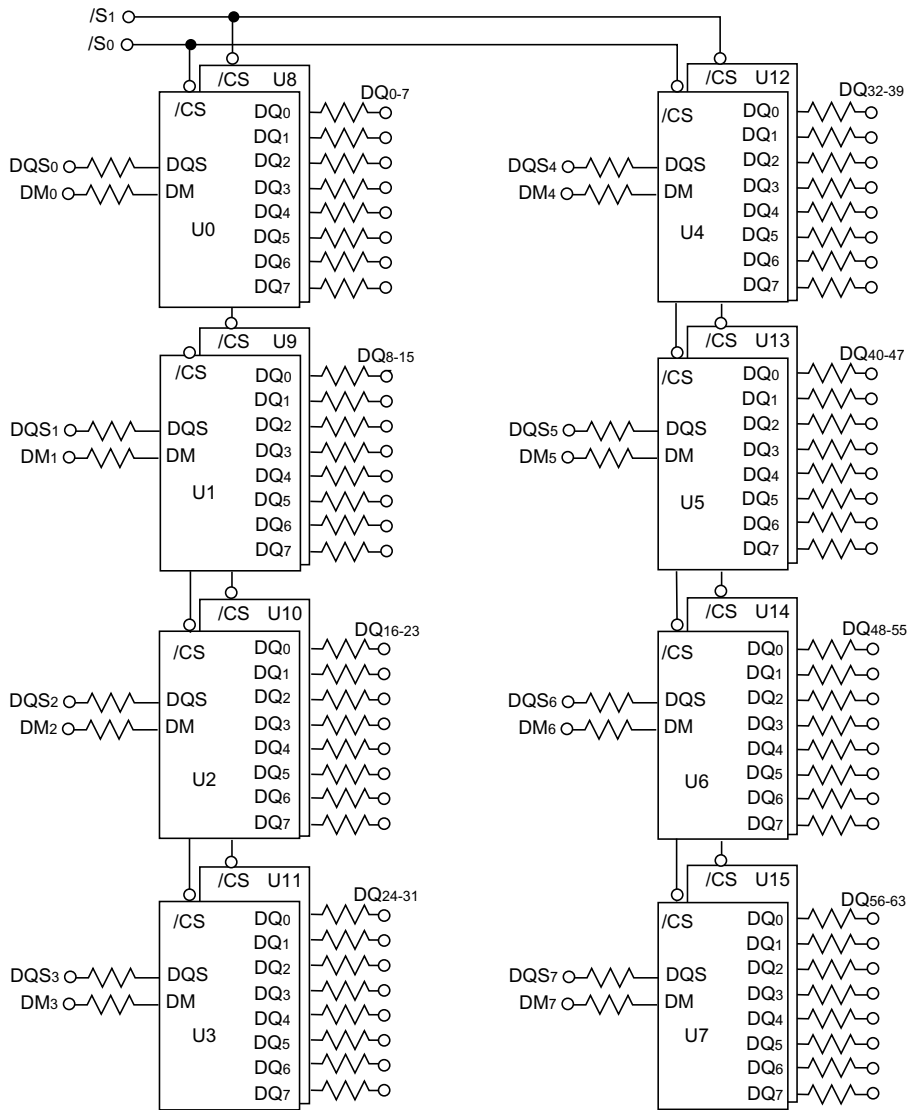 /S1
/S0
/CS U8
/CS
DQ0-7
DQ0
DQ1
DQ2
DQ3
DQ4
DQ5
DQ6
DQ7
DQS0
DM0
DQS
DM
U0
/CS U12
/CS
DQ32-39
DQ0
DQ1
DQ2
DQ3
DQ4
DQ5
DQ6
DQ7
DQS4
DM4
DQS
DM
U4
/CS U9
/CS
DQ8-15
DQ0
DQ1
DQ2
DQ3
DQ4
DQ5
DQ6
DQ7
DQS1
DM1
DQS
DM
U1
/CS U13
/CS
DQ40-47
DQ0
DQ1
DQ2
DQ3
DQ4
DQ5
DQ6
DQ7
DQS5
DM5
DQS
DM
U5
/CS U10
/CS
DQ16-23
DQ0
DQ1
DQ2
DQ3
DQ4
DQ5
DQ6
DQ7
DQS2
DM2
DQS
DM
U2
/CS U14
/CS
DQ48-55
DQ0
DQ1
DQ2
DQ3
DQ4
DQ5
DQ6
DQ7
DQS6
DM6
DQS
DM
U6
/CS U11
/CS
DQ24-31
DQ0
DQ1
DQ2
DQ3
DQ4
DQ5
DQ6
DQ7
DQS3
DM3
DQS
DM
U3
/CS U15
/CS
DQ56-63
DQ0
DQ1
DQ2
DQ3
DQ4
DQ5
DQ6
DQ7
DQS7
DM7
DQS
DM
U7